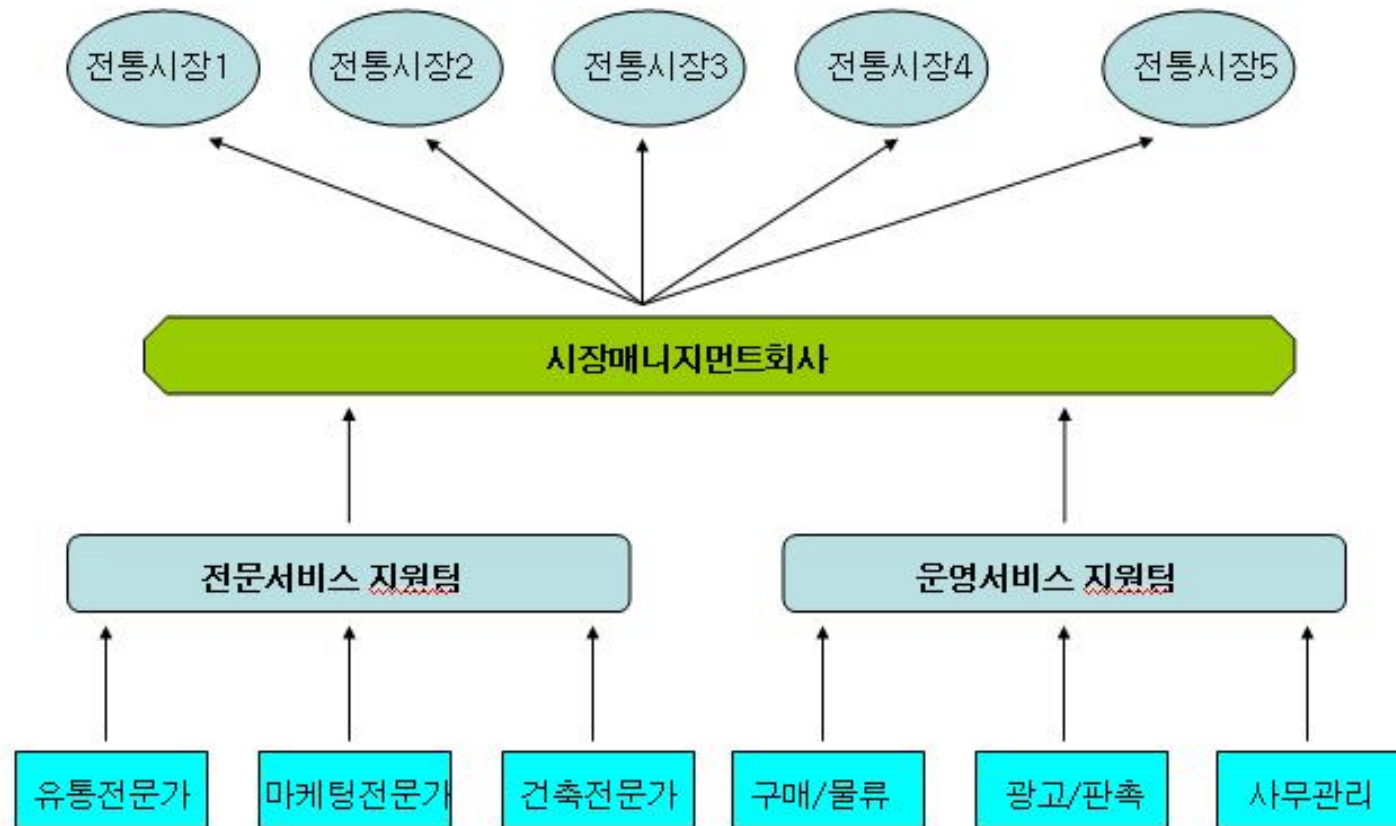 전통시장1
전통시장2
전통시장3
전통시장4
전통시장5
시장매니지먼트회사
전문서비스 지원팀
운영서비스 지원팀
유통전문가
마케팅전문가
건축전문가
구매/물류
광고/판촉
사무관리